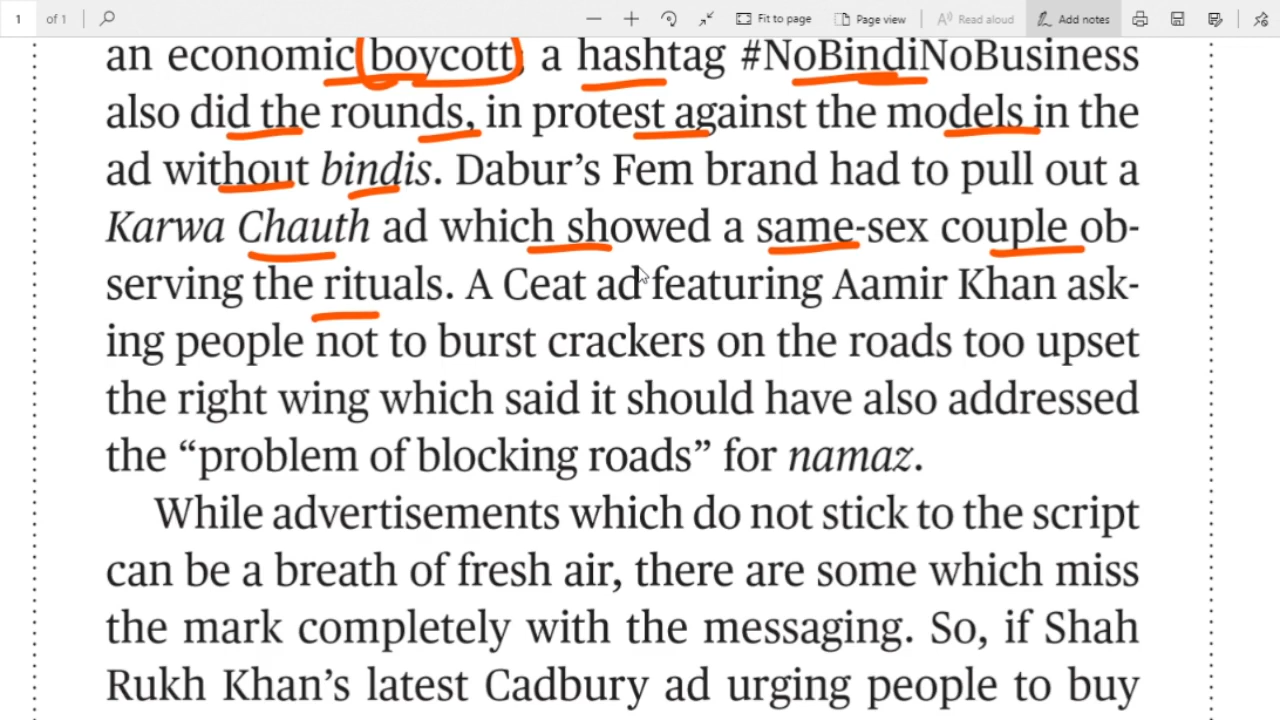 1 of 1 Fit to page Page view Read aloud Add notes
an economic boycott; a hashtag #NoBindiNoBusiness
also did the rounds, in protest against the models in the
ad without bindis. Dabur’s Fem brand had to pull out a
Karwa Chauth ad which showed a same-sex couple ob-
serving the rituals. A Ceat ad featuring Aamir Khan ask-
ing people not to burst crackers on the roads too upset
the right wing which said it should have also addressed
the “problem of blocking roads” for namaz.
While advertisements which do not stick to the script
can be a breath of fresh air, there are some which miss
the mark completely with the messaging. So, if Shah
Rukh Khan’s latest Cadbury ad urging people to buy